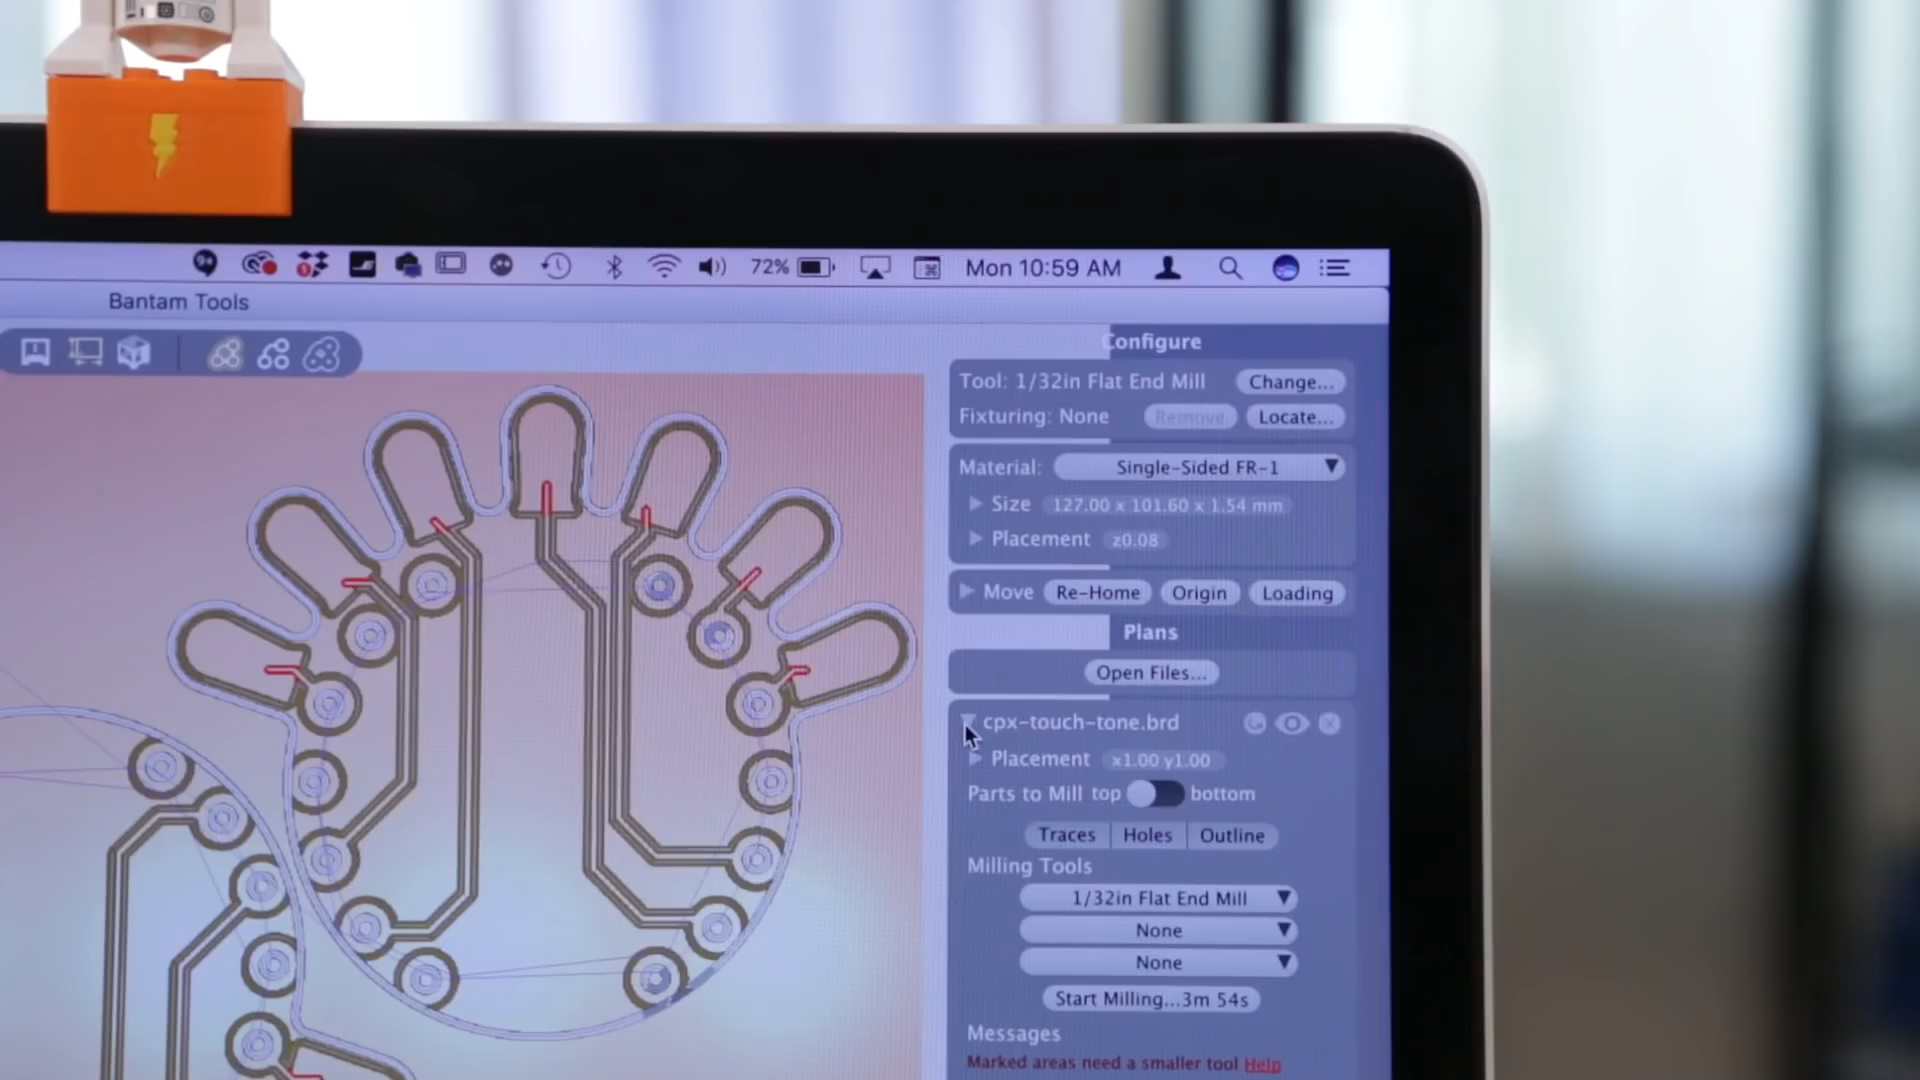 72% Mon 10:59 AM
Bantam Tools
Configure
Tool: 1/32in Flat End Mill Change...
Fixturing: None Remove Locate...
Material: Single-Sided FR-1
Size 127.00 x 101.60 x 1.54 mm
Placement z0.08
Move Re-Home Origin Loading
Plans
Open Files...
cpx-touch-tone.brd
Placement x1.00 y1.00
Parts to Mill top bottom
Traces Holes Outline
Milling Tools
1/32in Flat End Mill
None
None
Start Milling...3m 54s
Messages
Marked areas need a smaller tool Help